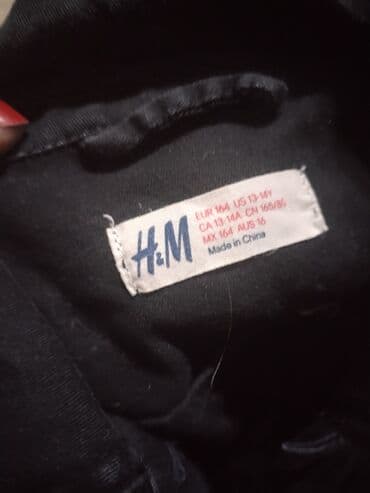 H&M
EUR 164 US 13-14Y
CA 13-14A CN 165/80
MX 164 AUS 16
Made in China